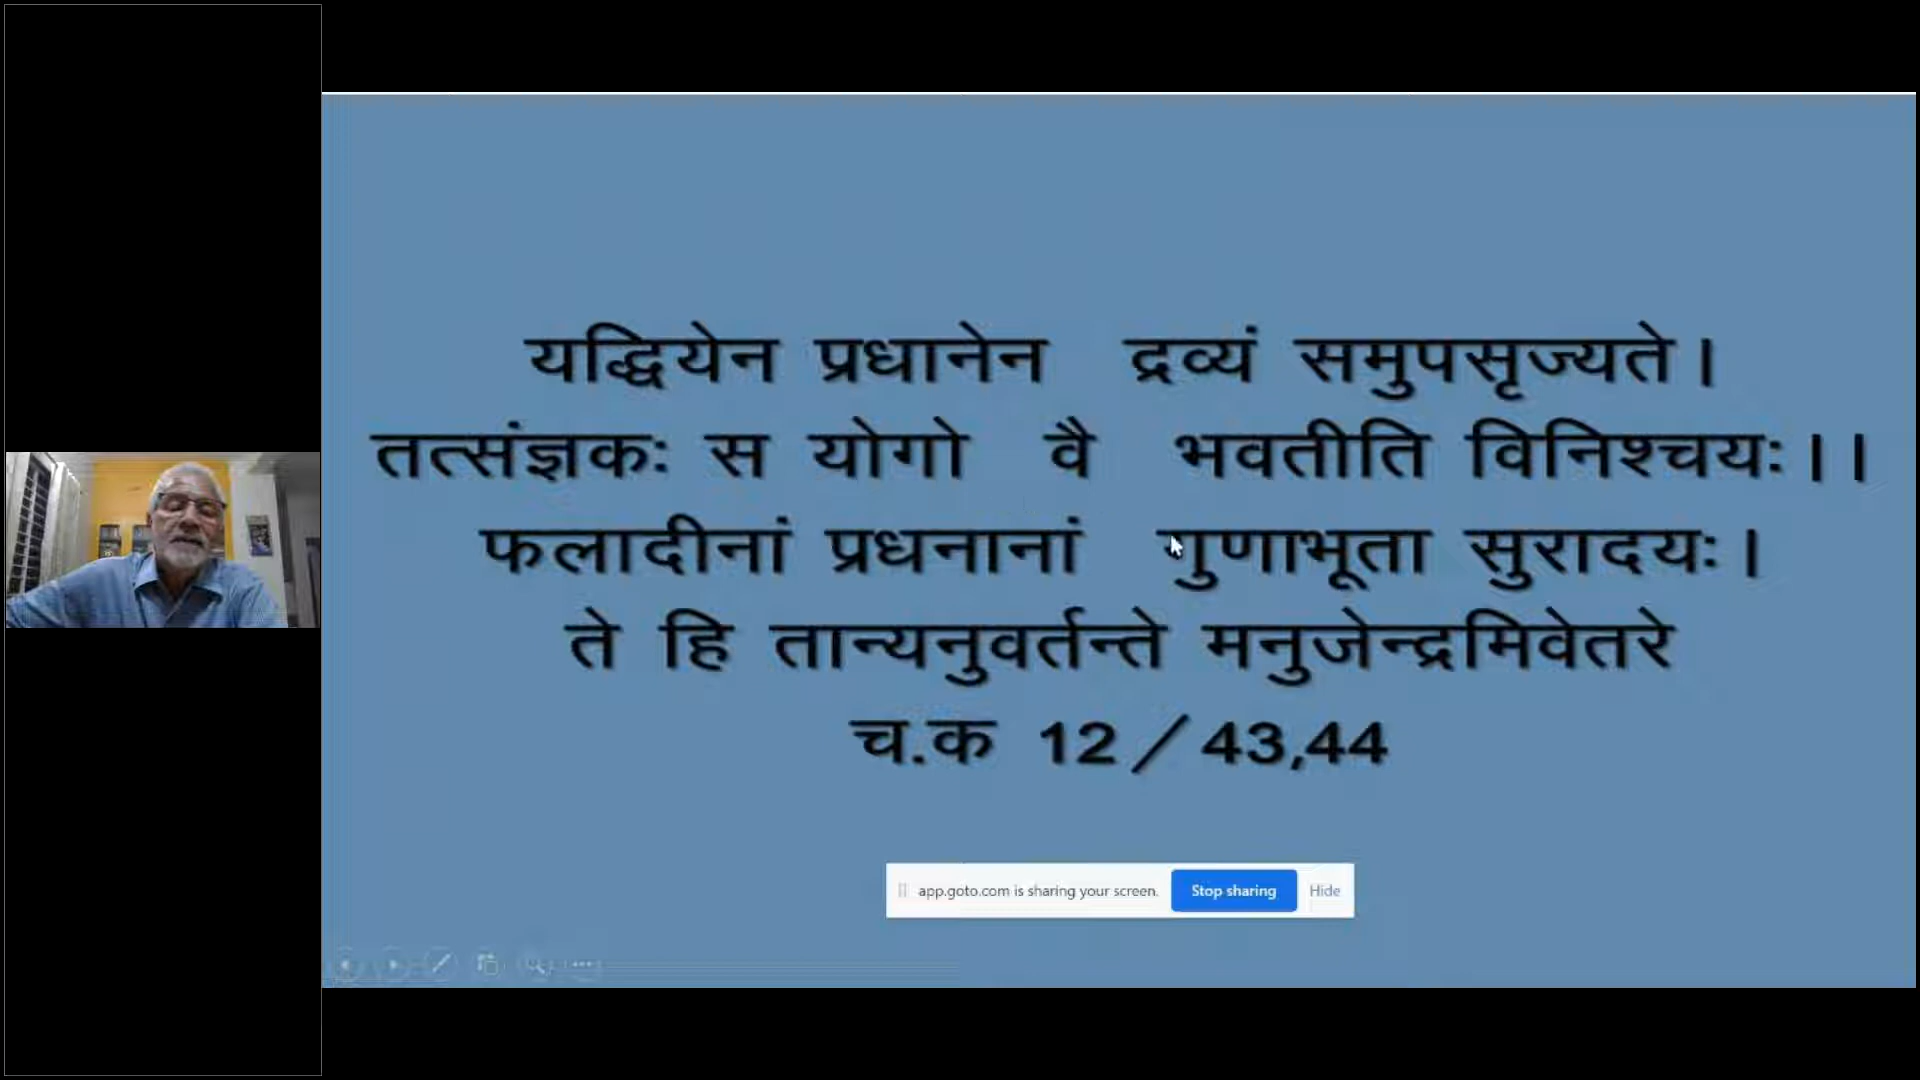 यद्धियेन प्रधानेन द्रव्यं समुपसृज्यते।
तत्संज्ञकः स योगो वै भवतीति विनिश्चयः।।
फलादीनां प्रधनानां गुणाभूता सुरादयः।
ते हि तान्यनुवर्तन्ते मनुजेन्द्रमिवेतरे
च.क 12/43,44
app.goto.com is sharing your screen. Stop sharing Hide